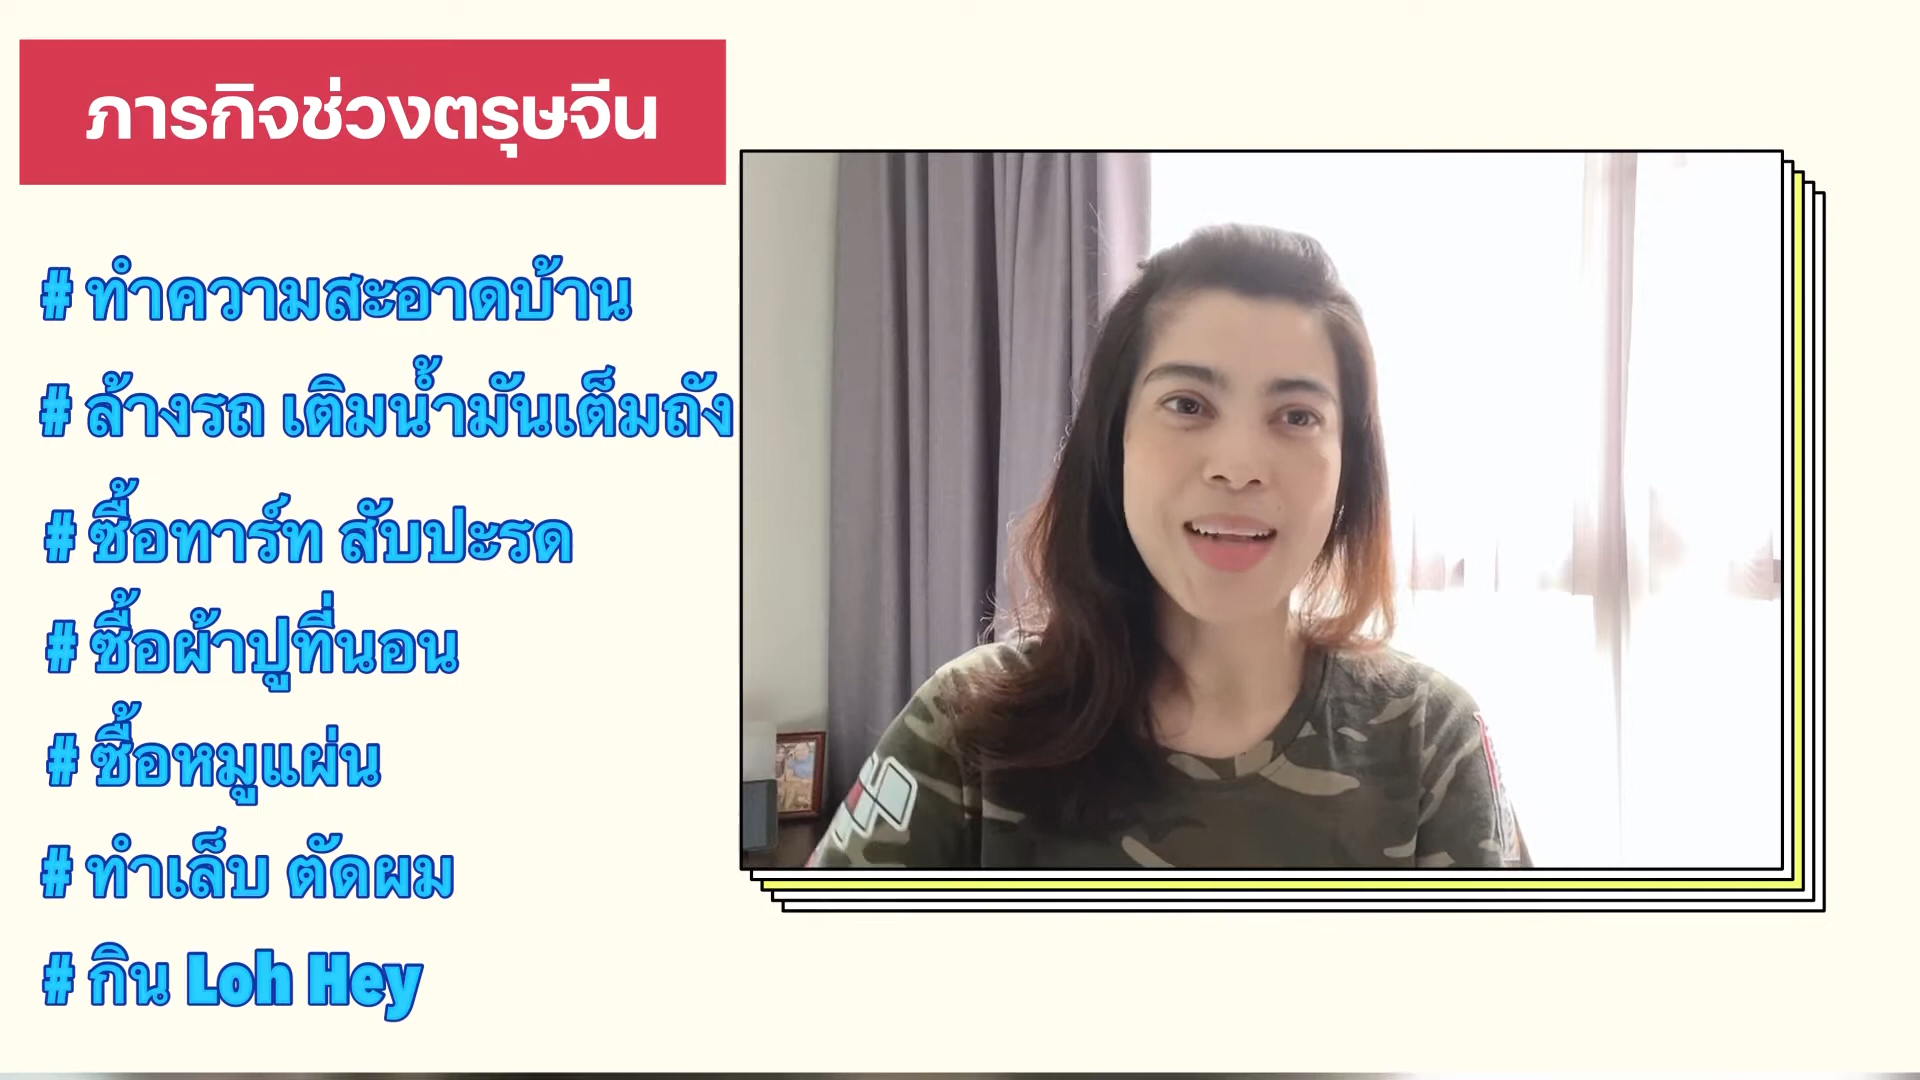 ภารกิจช่วงตรุษจีน
# ทำความสะอาดบ้าน
# ล้างรถ เติมน้ำมันเต็มถัง
# ซื้อทาร์ท สับปะรด
# ซื้อผ้าปูที่นอน
# ซื้อหมูแผ่น
# ทำเล็บ ตัดผม
# กิน Loh Hey